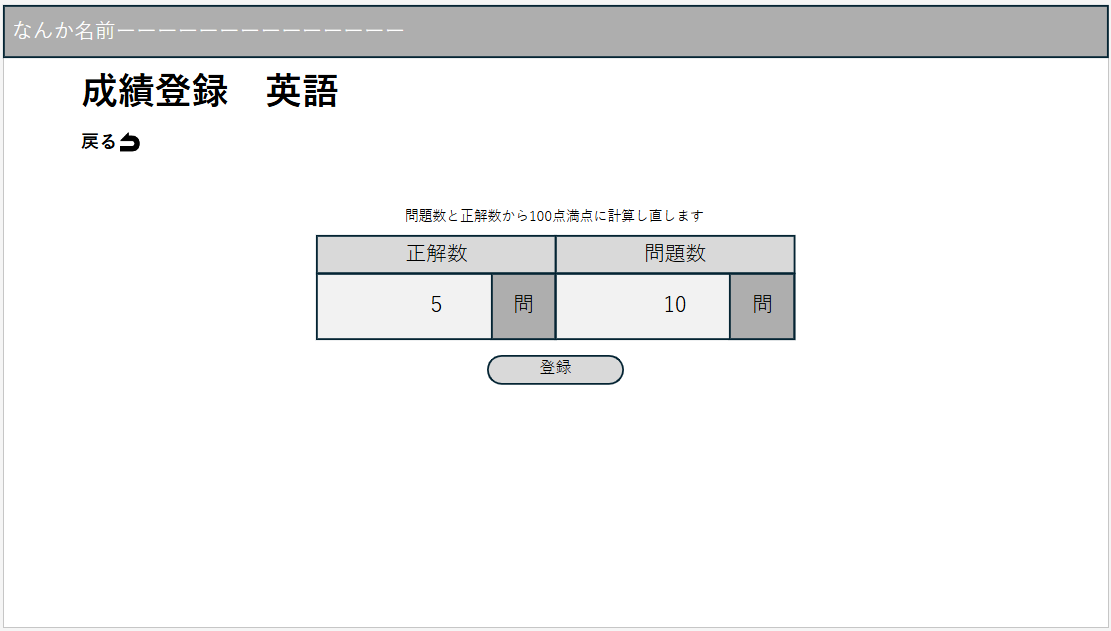 なんか名前ーーーーーーーーーーーーーー
成績登録　英語
戻る
問題数と正解数から100点満点に計算し直します
正解数 問題数
5 問 10 問
登録